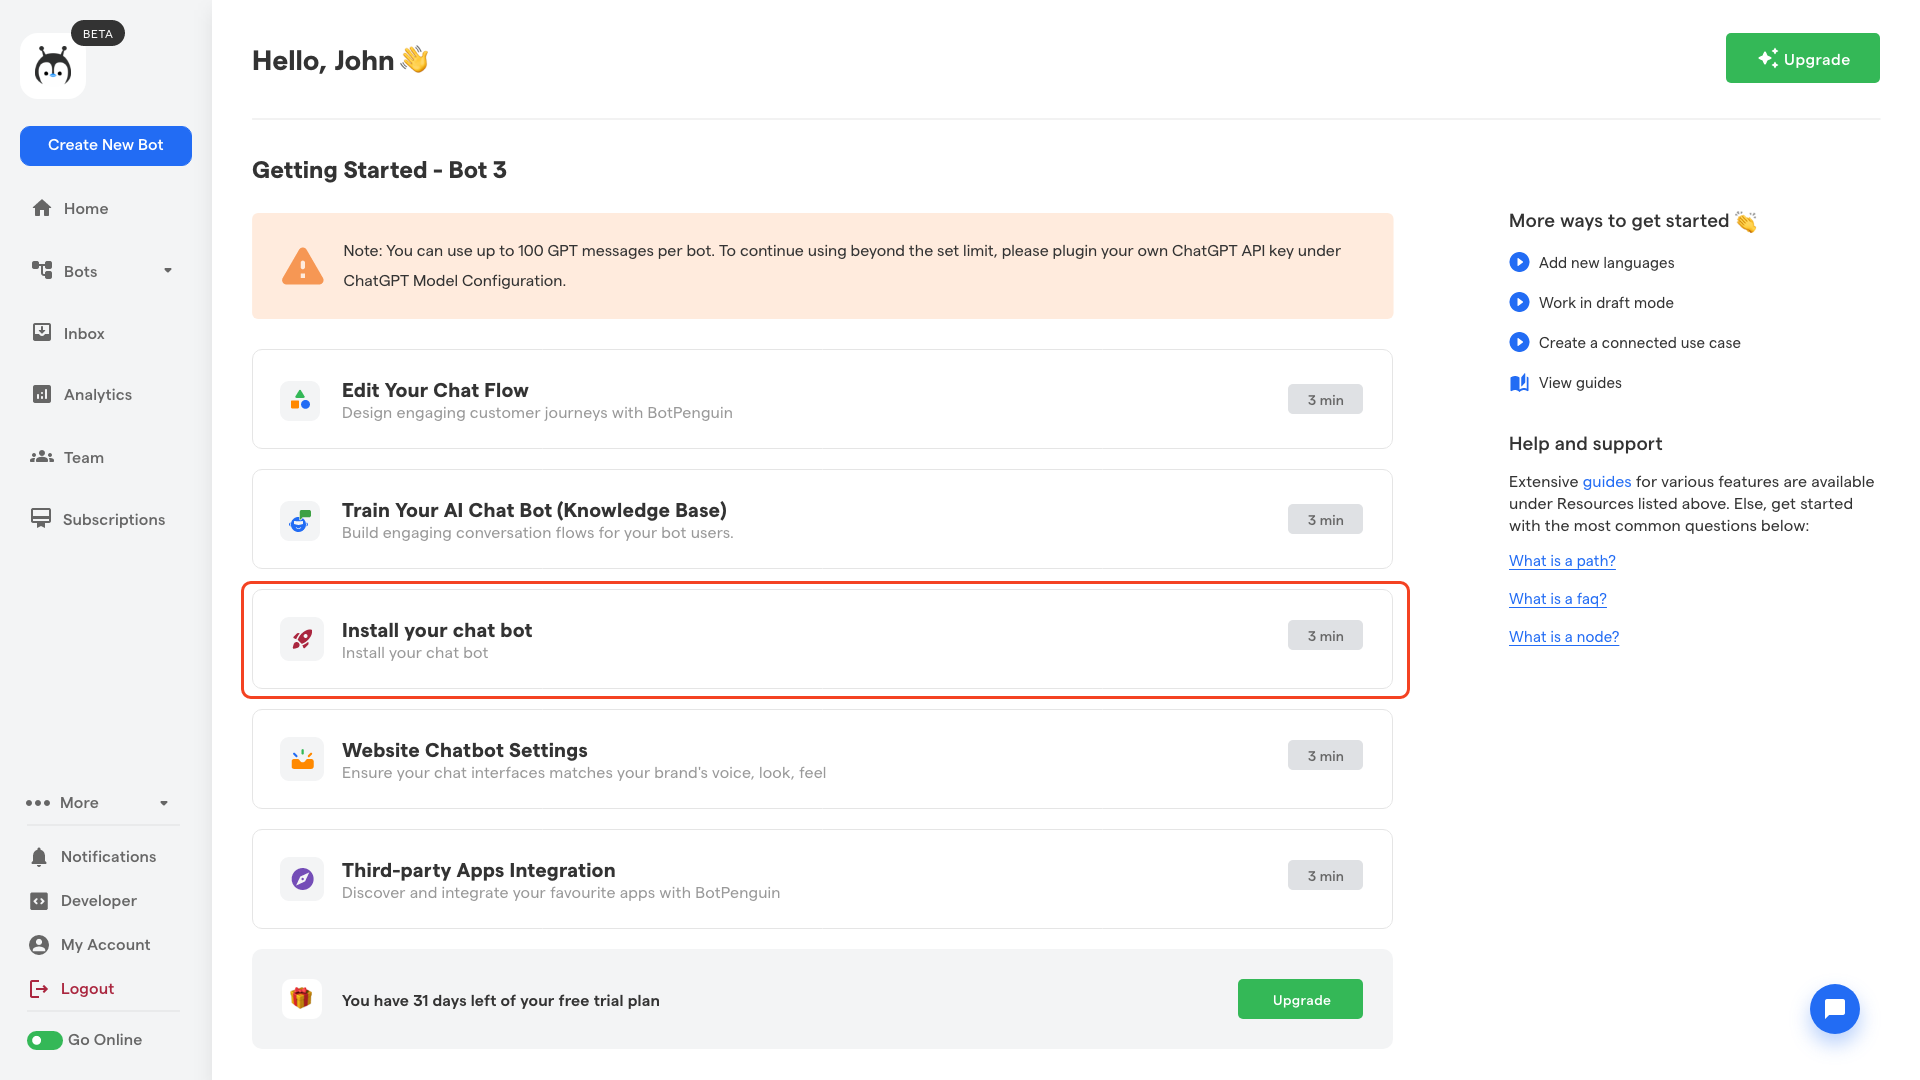 BETA
Create New Bot
Home
Bots
Inbox
Analytics
Team
Subscriptions
More
Notifications
Developer
My Account
Logout
Go Online
Hello, John
Upgrade
Getting Started - Bot 3
Note: You can use up to 100 GPT messages per bot. To continue using beyond the set limit, please plugin your own ChatGPT API key under
ChatGPT Model Configuration.
Edit Your Chat Flow
Design engaging customer journeys with BotPenguin
3 min
Train Your AI Chat Bot (Knowledge Base)
Build engaging conversation flows for your bot users.
3 min
Install your chat bot
Install your chat bot
3 min
Website Chatbot Settings
Ensure your chat interfaces matches your brand's voice, look, feel
3 min
Third-party Apps Integration
Discover and integrate your favourite apps with BotPenguin
3 min
You have 31 days left of your free trial plan
Upgrade
More ways to get started
Add new languages
Work in draft mode
Create a connected use case
View guides
Help and support
Extensive guides for various features are available
under Resources listed above. Else, get started
with the most common questions below:
What is a path?
What is a faq?
What is a node?